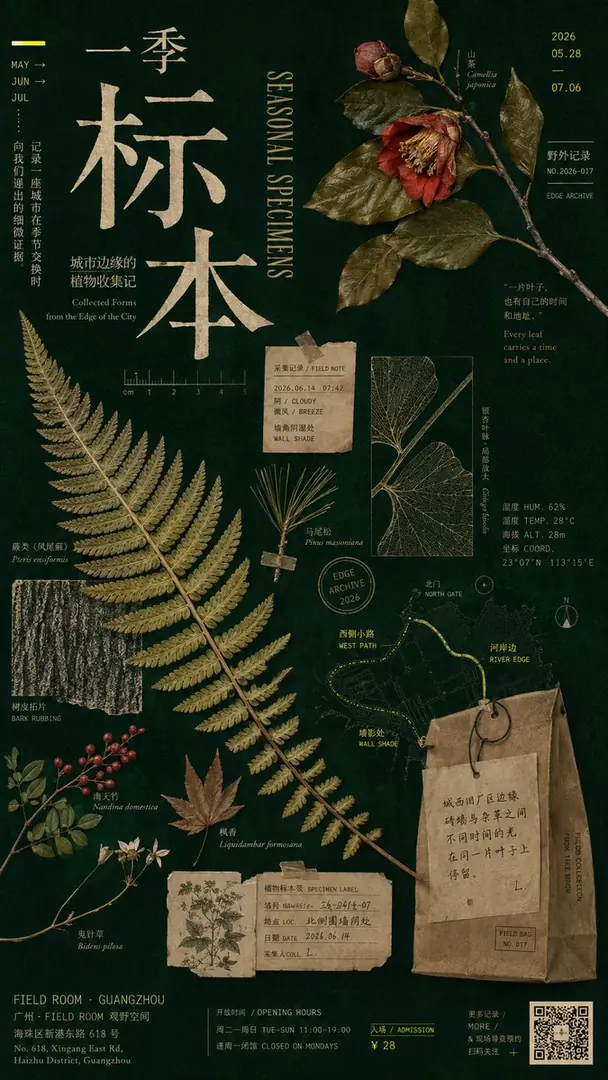 MAY →
JUN →
JUL
......
记录一座城市在季节交换时
向我们递出的细微证据。
一季
标
本
SEASONAL SPECIMENS
城市边缘的
植物收集记
Collected Forms
from the Edge of the City
山茶
Camellia
japonica
2026
05.28
—
07.06
野外记录
NO.2026-017
EDGE ARCHIVE
“一片叶子,
也有自己的时间
和地址。”
Every leaf
carries a time
and a place.
cm 1 2 3 4 5
采集记录 / FIELD NOTE
2026.06.14 07:42
阴 / CLOUDY
微风 / BREEZE
墙角阴湿处
WALL SHADE
银杏叶脉·局部放大 Ginkgo biloba
湿度 HUM. 62%
温度 TEMP. 28°C
海拔 ALT. 28m
坐标 COORD.
23°07′N 113°15′E
马尾松
Pinus massoniana
蕨类 (凤尾蕨)
Pteris ensiformis
EDGE
ARCHIVE
2026
北门
NORTH GATE
N
西侧小路
WEST PATH
河岸边
RIVER EDGE
墙影处
WALL SHADE
树皮拓片
BARK RUBBING
南天竹
Nandina domestica
枫香
Liquidambar formosana
鬼针草
Bidens pilosa
城西旧厂区边缘
砖墙与杂草之间
不同时间的光
在同一片叶子上
停留。
L.
FIELD BAG
NO.017
植物标本签 SPECIMEN LABEL
地点 LOC. 北侧围墙阴处
日期 DATE 2026.06.14
采集人 COLL. L.
FIELD ROOM · GUANGZHOU
广州 · FIELD ROOM 观野空间
海珠区新港东路 618 号
No. 618, Xingang East Rd,
Haizhu District, Guangzhou
开放时间 / OPENING HOURS
周二—周日 TUE-SUN 11:00-19:00
逢周一闭馆 CLOSED ON MONDAYS
入场 / ADMISSION
¥ 28
更多记录 /
MORE /
& 现场导览预约
扫码关注 +